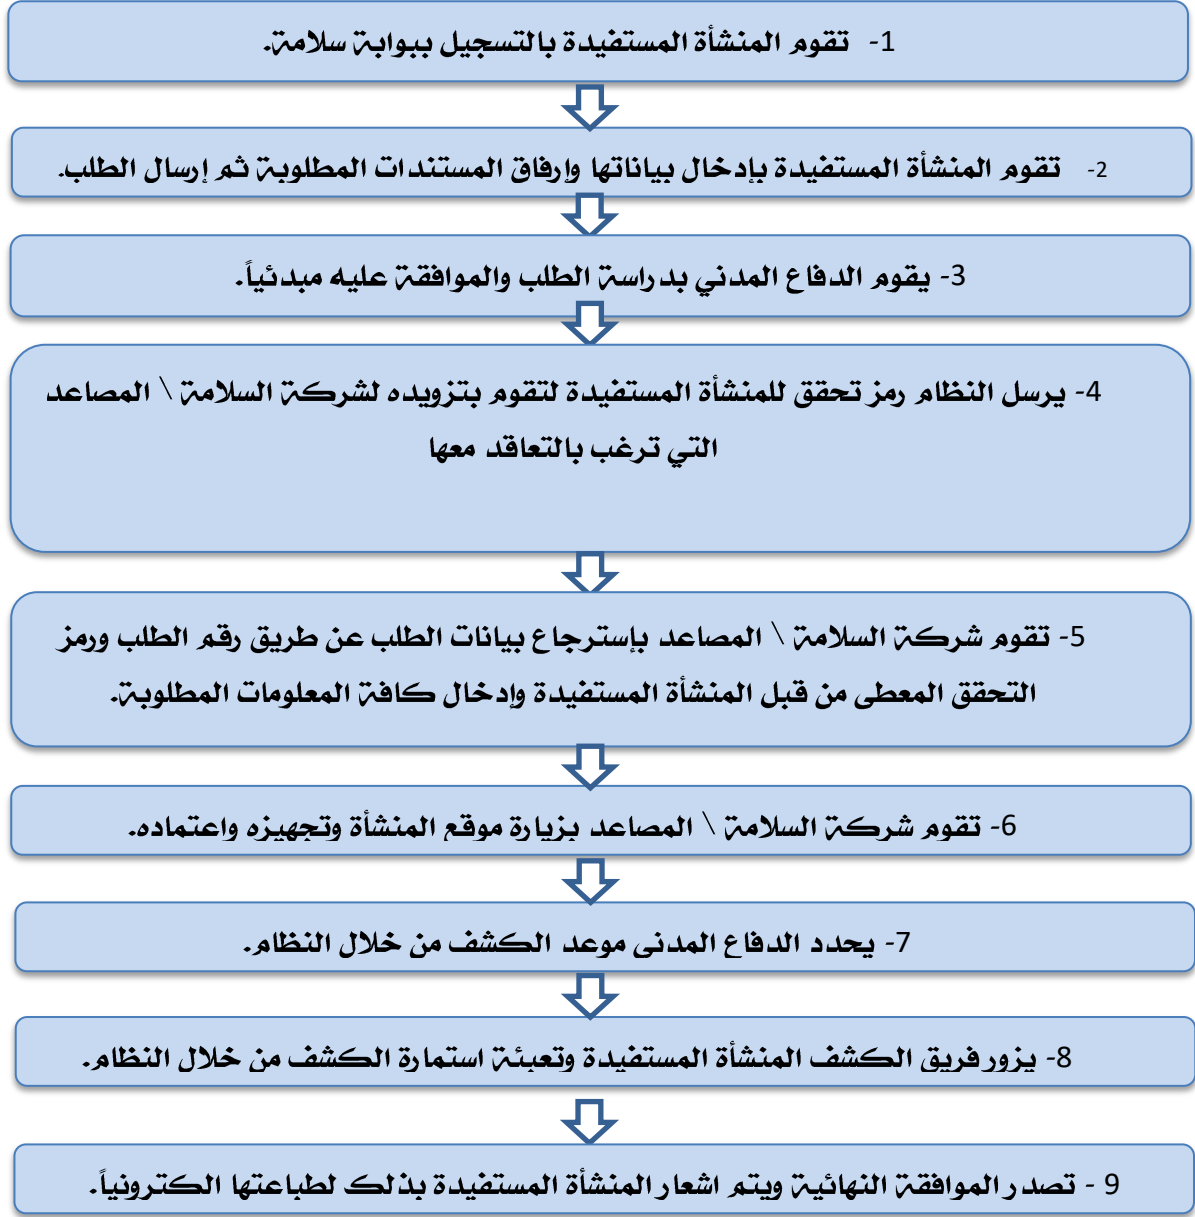 1- تقوم المنشأة المستفيدة بالتسجيل ببوابة سلامة.
2- تقوم المنشأة المستفيدة بإدخال بياناتها وإرفاق المستندات المطلوبة ثم إرسال الطلب.
3- يقوم الدفاع المدني بدراسة الطلب والموافقة عليه مبدئياً.
4- يرسل النظام رمز تحقق للمنشأة المستفيدة لتقوم بتزويده لشركة السلامة \ المصاعد
التي ترغب بالتعاقد معها
5- تقوم شركة السلامة \ المصاعد بإسترجاع بيانات الطلب عن طريق رقم الطلب ورمز
التحقق المعطى من قبل المنشأة المستفيدة وإدخال كافة المعلومات المطلوبة.
6- تقوم شركة السلامة \ المصاعد بزيارة موقع المنشأة وتجهيزه واعتماده.
7- يحدد الدفاع المدنى موعد الكشف من خلال النظام.
8- يزور فريق الكشف المنشأة المستفيدة وتعبئة استمارة الكشف من خلال النظام.
9 - تصدر الموافقة النهائية ويتم اشعار المنشأة المستفيدة بذلك لطباعتها الكترونياً.